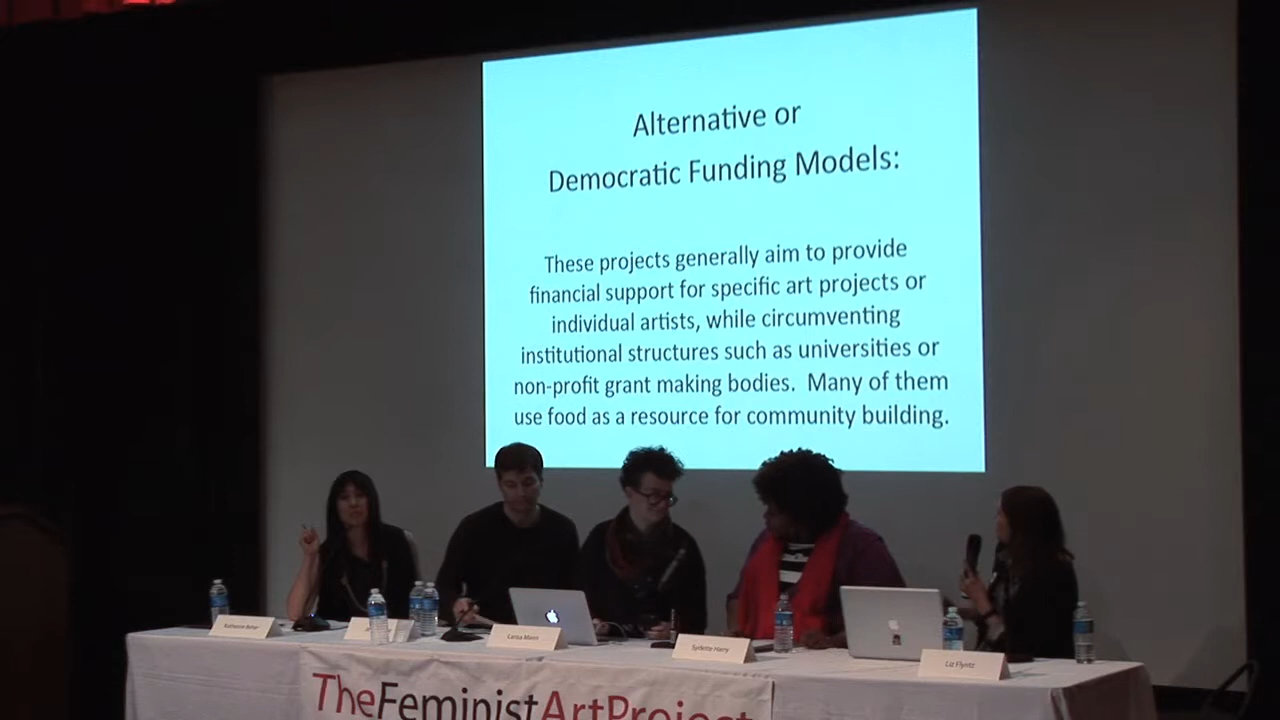 Alternative or
Democratic Funding Models:
These projects generally aim to provide
financial support for specific art projects or
individual artists, while circumventing
institutional structures such as universities or
non-profit grant making bodies.  Many of them
use food as a resource for community building.
Katherine Behar
Larisa Mann
Sydette Harry
Liz Flyntz
TheFeministArtProject